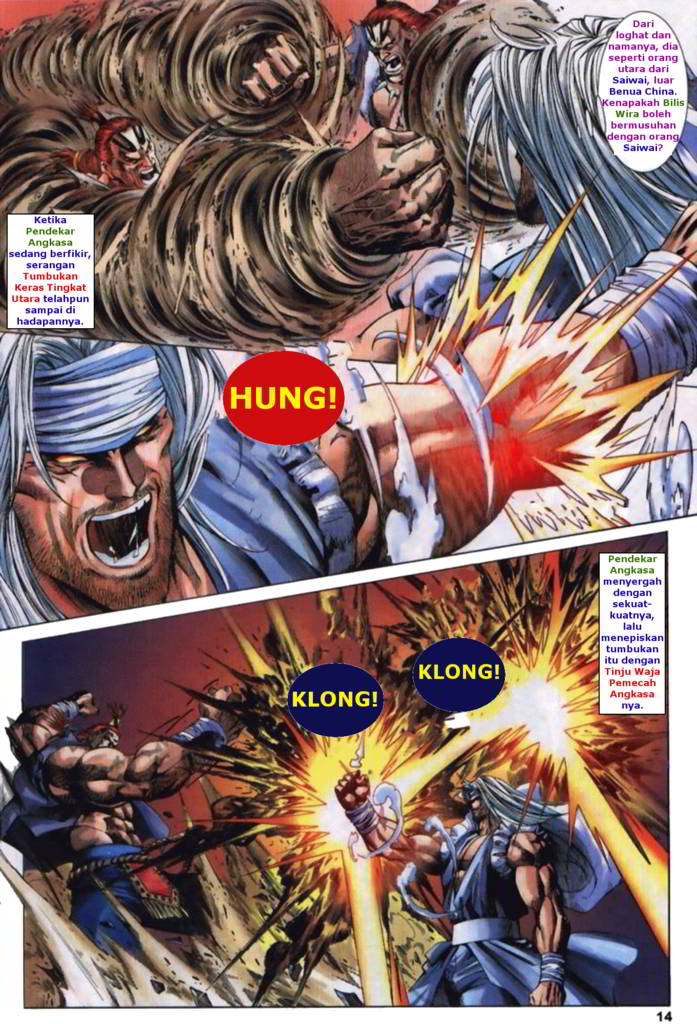 Dari
loghat dan
namanya, dia
seperti orang
utara dari
Saiwai, luar
Benua China.
Kenapakah Bilis
Wira boleh
bermusuhan
dengan orang
Saiwai?
Ketika
Pendekar
Angkasa
sedang berfikir,
serangan
Tumbukan
Keras Tingkat
Utara telahpun
sampai di
hadapannya.
HUNG!
Pendekar
Angkasa
menyergah
dengan
sekuat-
kuatnya,
lalu
menepiskan
tumbukan
itu dengan
Tinju Waja
Pemecah
Angkasa
nya.
KLONG!
KLONG!
14